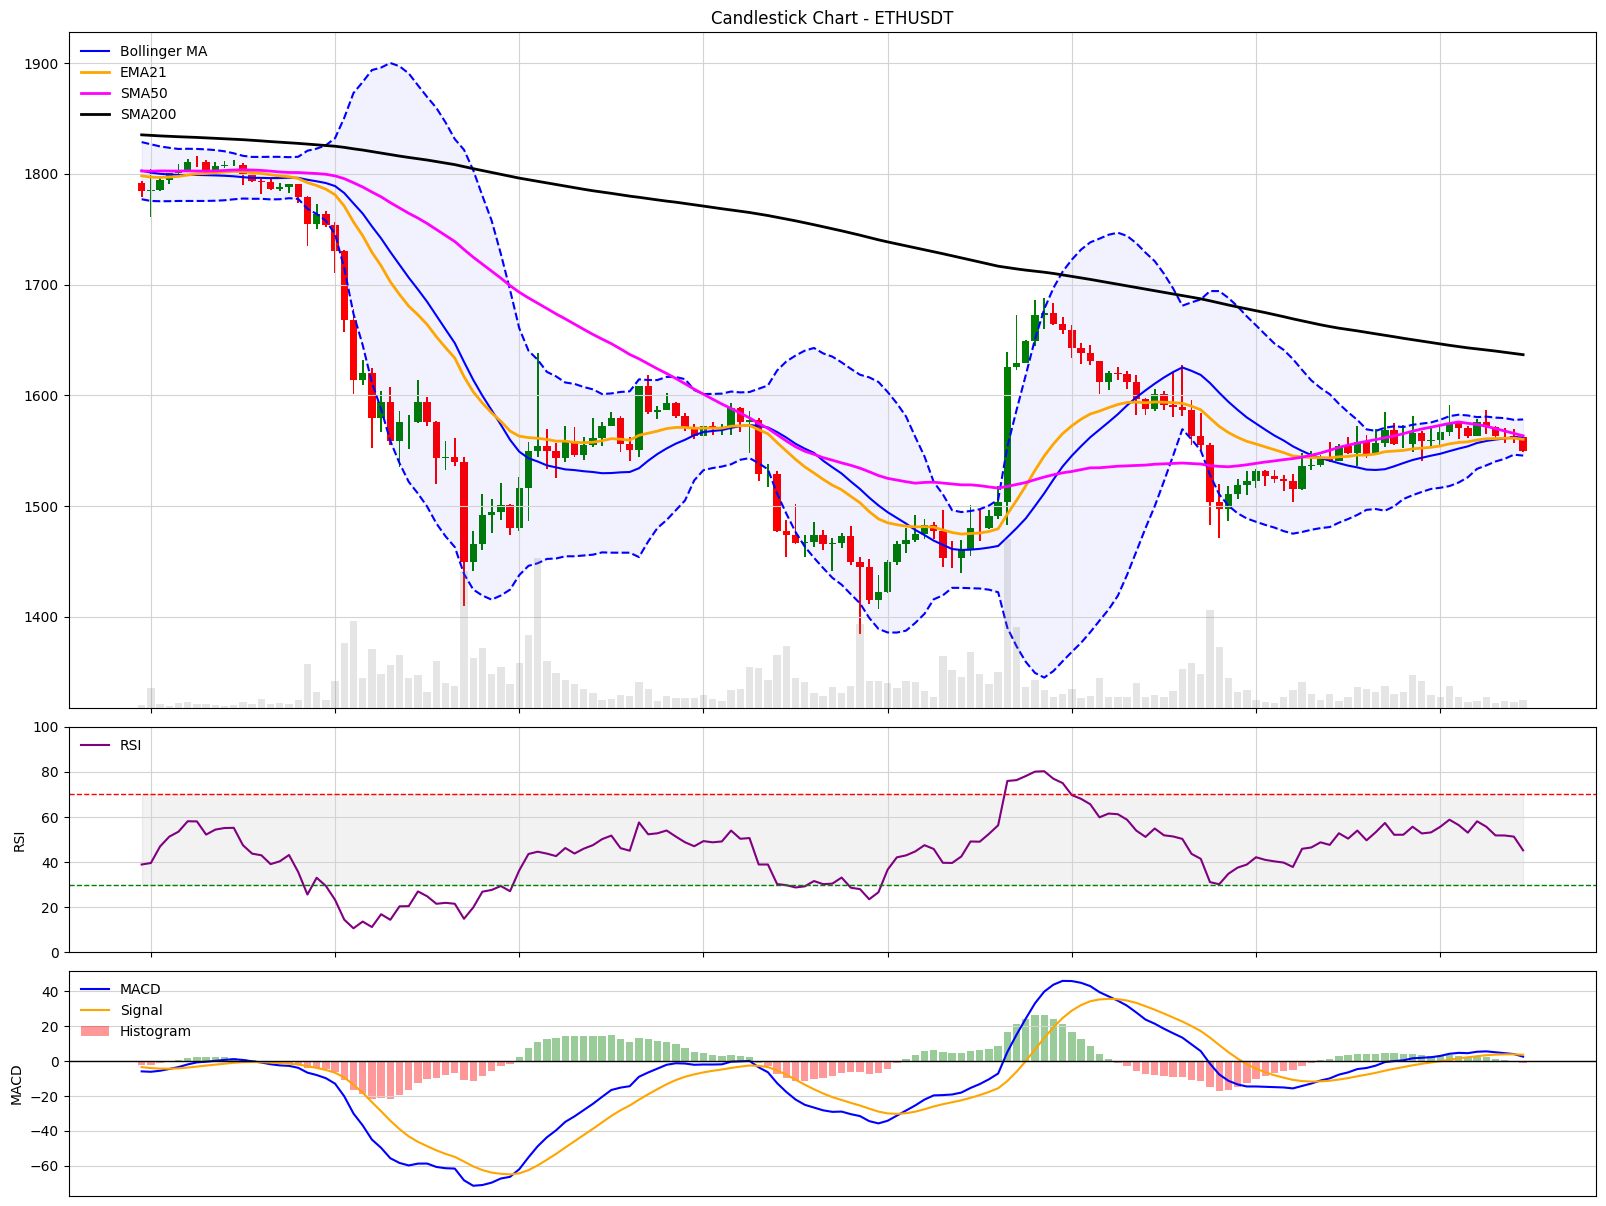 Candlestick Chart - ETHUSDT
Bollinger MA
EMA21
SMA50
SMA200
1900
1800
1700
1600
1500
1400
RSI
100
80
60
40
20
0
RSI
MACD
Signal
Histogram
40
20
0
−20
−40
−60
MACD